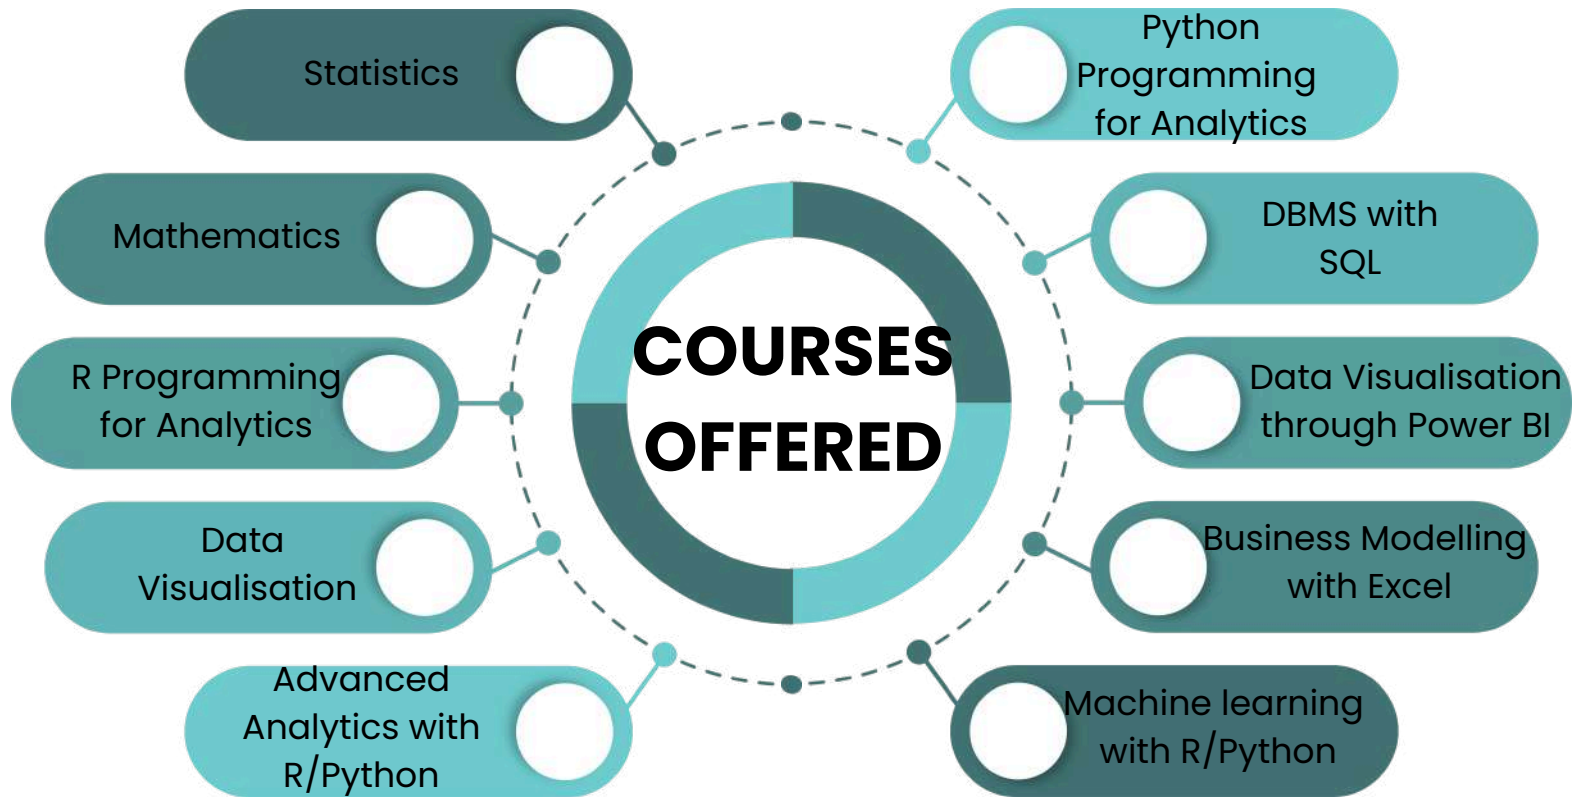 Statistics
Mathematics
R Programming
for Analytics
Data
Visualisation
Advanced
Analytics with
R/Python
COURSES
OFFERED
Python
Programming
for Analytics
DBMS with
SQL
Data Visualisation
through Power BI
Business Modelling
with Excel
Machine learning
with R/Python